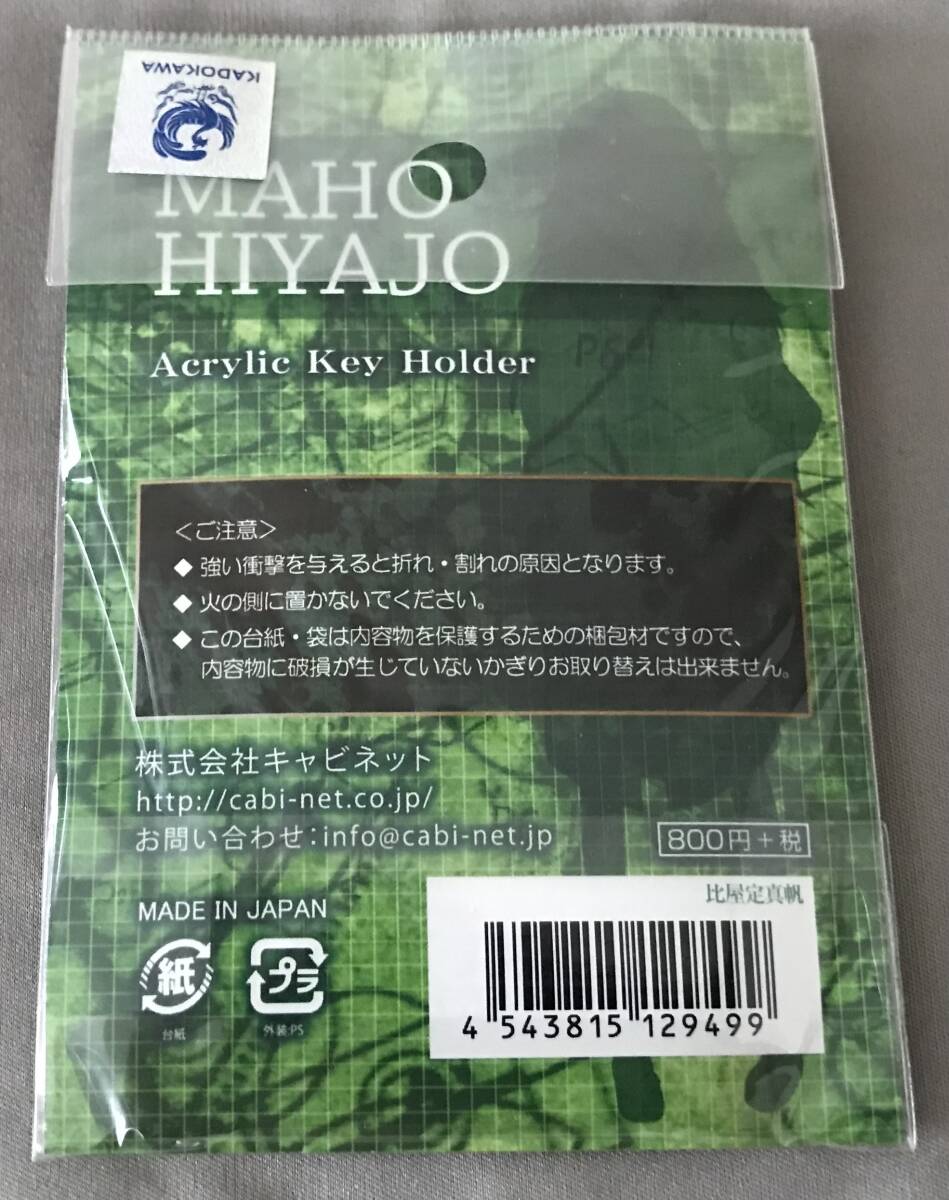 KADOKAWA
MAHO
HIYAJO
Acrylic Key Holder
＜ご注意＞
◆ 強い衝撃を与えると折れ・割れの原因となります。
◆ 火の側に置かないでください。
◆ この台紙・袋は内容物を保護するための梱包材ですので、
内容物に破損が生じていないかぎりお取り替えは出来ません。
株式会社キャビネット
http://cabi-net.co.jp/
お問い合わせ：info@cabi-net.jp
800円＋税
MADE IN JAPAN
紙
プラ
台紙
外装:PS
比屋定真帆
4 543815 129499